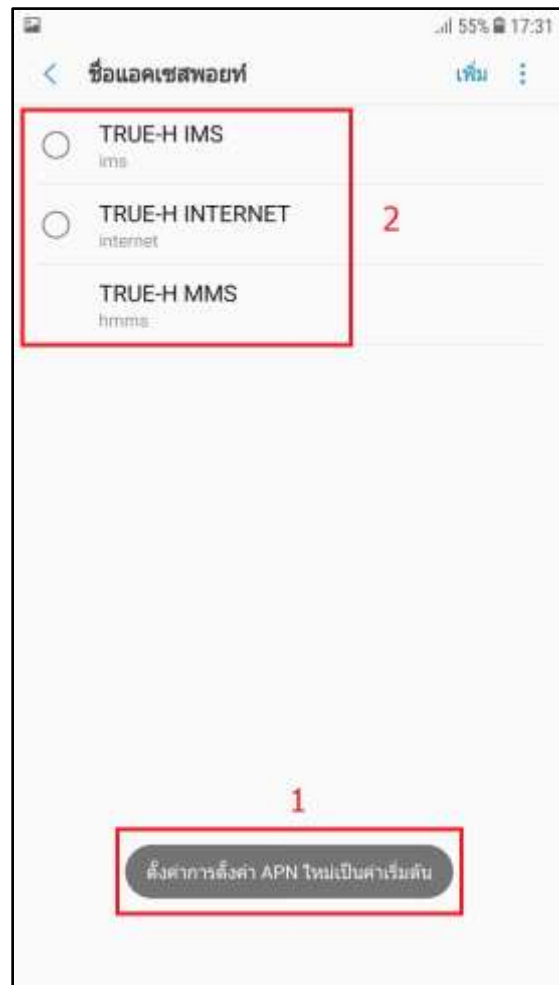 55% 17:31
ชื่อแอคเซสพอยท์ เพิ่ม
TRUE-H IMS
ims
TRUE-H INTERNET
internet
2
TRUE-H MMS
hmms
1
ตั้งค่าการตั้งค่า APN ใหม่เป็นค่าเริ่มต้น